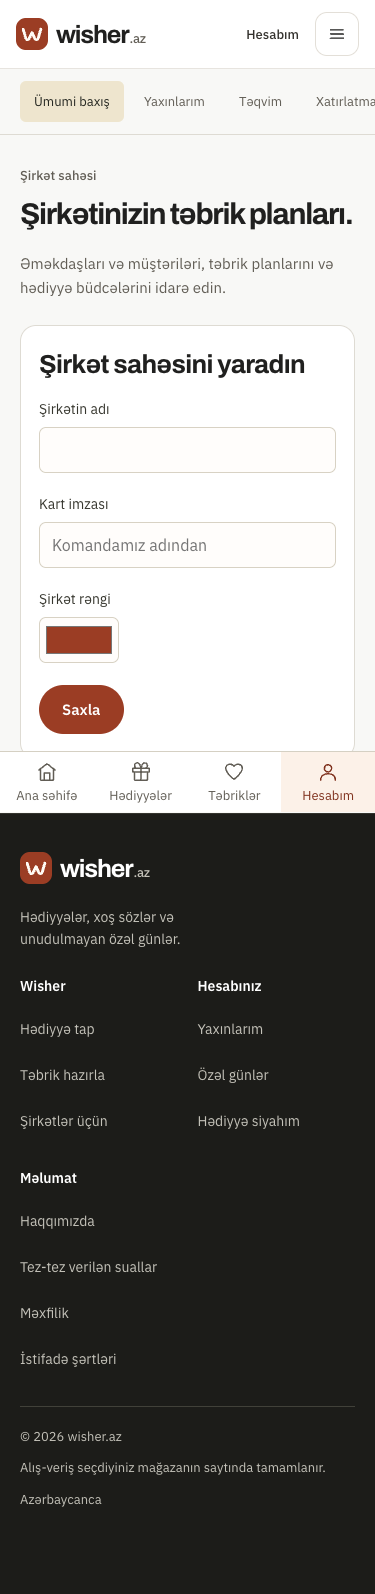 wisher.az
Hesabım
Ümumi baxış
Yaxınlarım
Təqvim
Xatırlatma
Şirkət sahəsi
Şirkətinizin təbrik planları.
Əməkdaşları və müştəriləri, təbrik planlarını və
hədiyyə büdcələrini idarə edin.
Şirkət sahəsini yaradın
Şirkətin adı
Kart imzası
Komandamız adından
Şirkət rəngi
Saxla
Ana səhifə
Hədiyyələr
Təbriklər
Hesabım
wisher.az
Hədiyyələr, xoş sözlər və
unudulmayan özəl günlər.
Wisher
Hədiyyə tap
Təbrik hazırla
Şirkətlər üçün
Hesabınız
Yaxınlarım
Özəl günlər
Hədiyyə siyahım
Məlumat
Haqqımızda
Tez-tez verilən suallar
Məxfilik
İstifadə şərtləri
© 2026 wisher.az
Alış-veriş seçdiyiniz mağazanın saytında tamamlanır.
Azərbaycanca